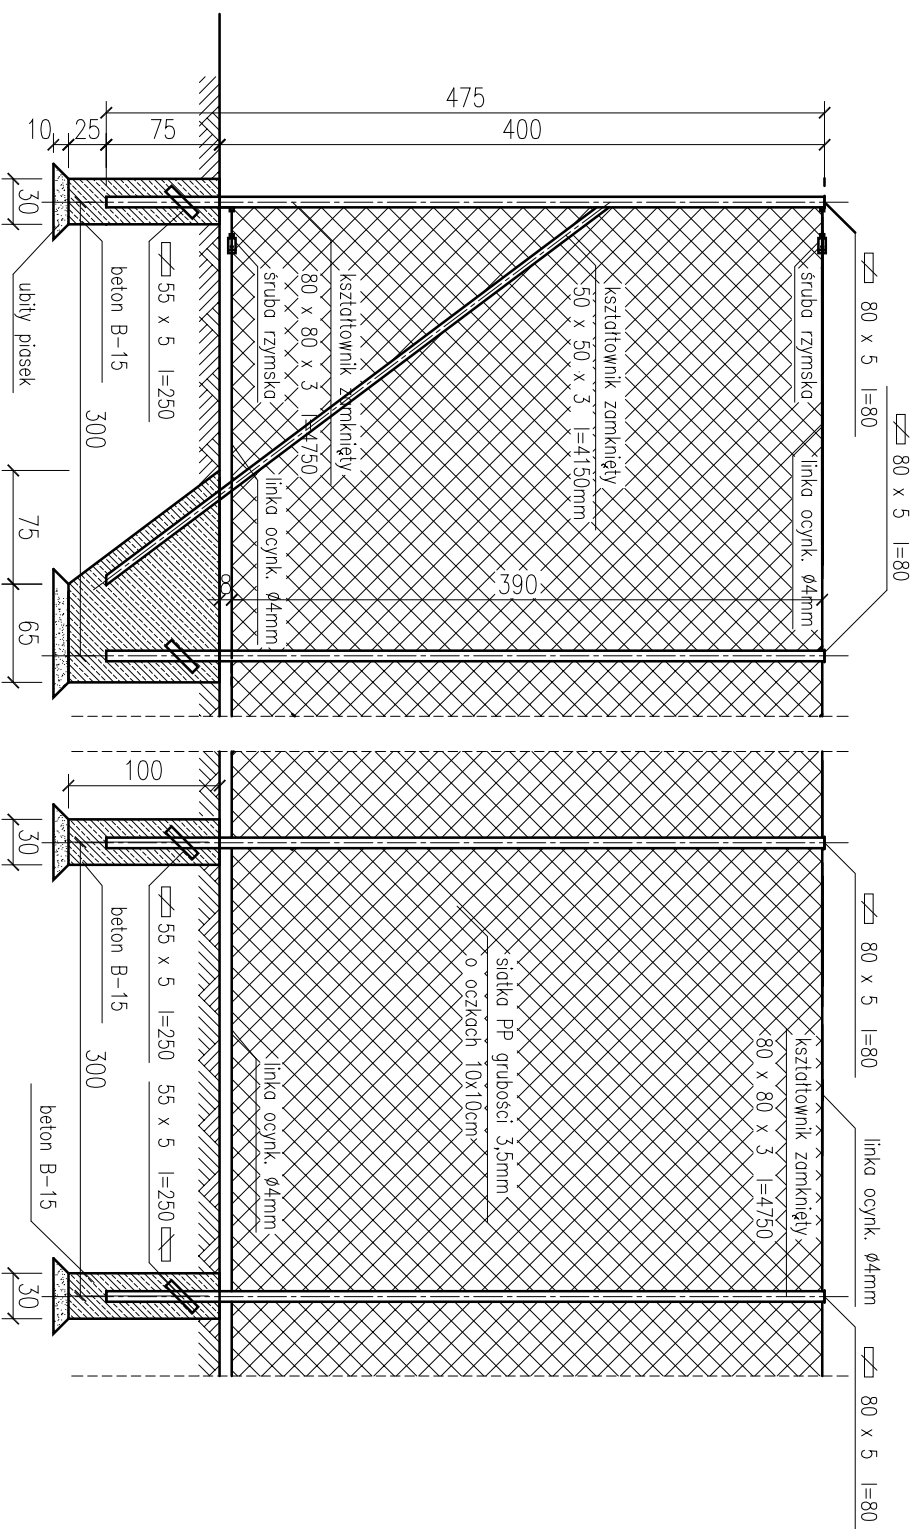 80 x 5 l=80
80 x 5 l=80
80 x 5 l=80
80 x 5 l=80
śruba rzymska
linka ocynk. ø4mm
linka ocynk. ø4mm
kształtownik zamknięty
50 x 50 x 3 l=4150mm
kształtownik zamknięty
80 x 80 x 3 l=4750
kształtownik zamknięty
80 x 80 x 3 l=4750
siatka PP grubości 3,5mm
o oczkach 10x10cm
śruba rzymska
linka ocynk. ø4mm
linka ocynk. ø4mm
475
400
390
8
75
25
10
100
55 x 5 l=250
55 x 5 l=250
55 x 5 l=250
beton B-15
beton B-15
beton B-15
300
300
ubity piasek
30
75
65
30
30